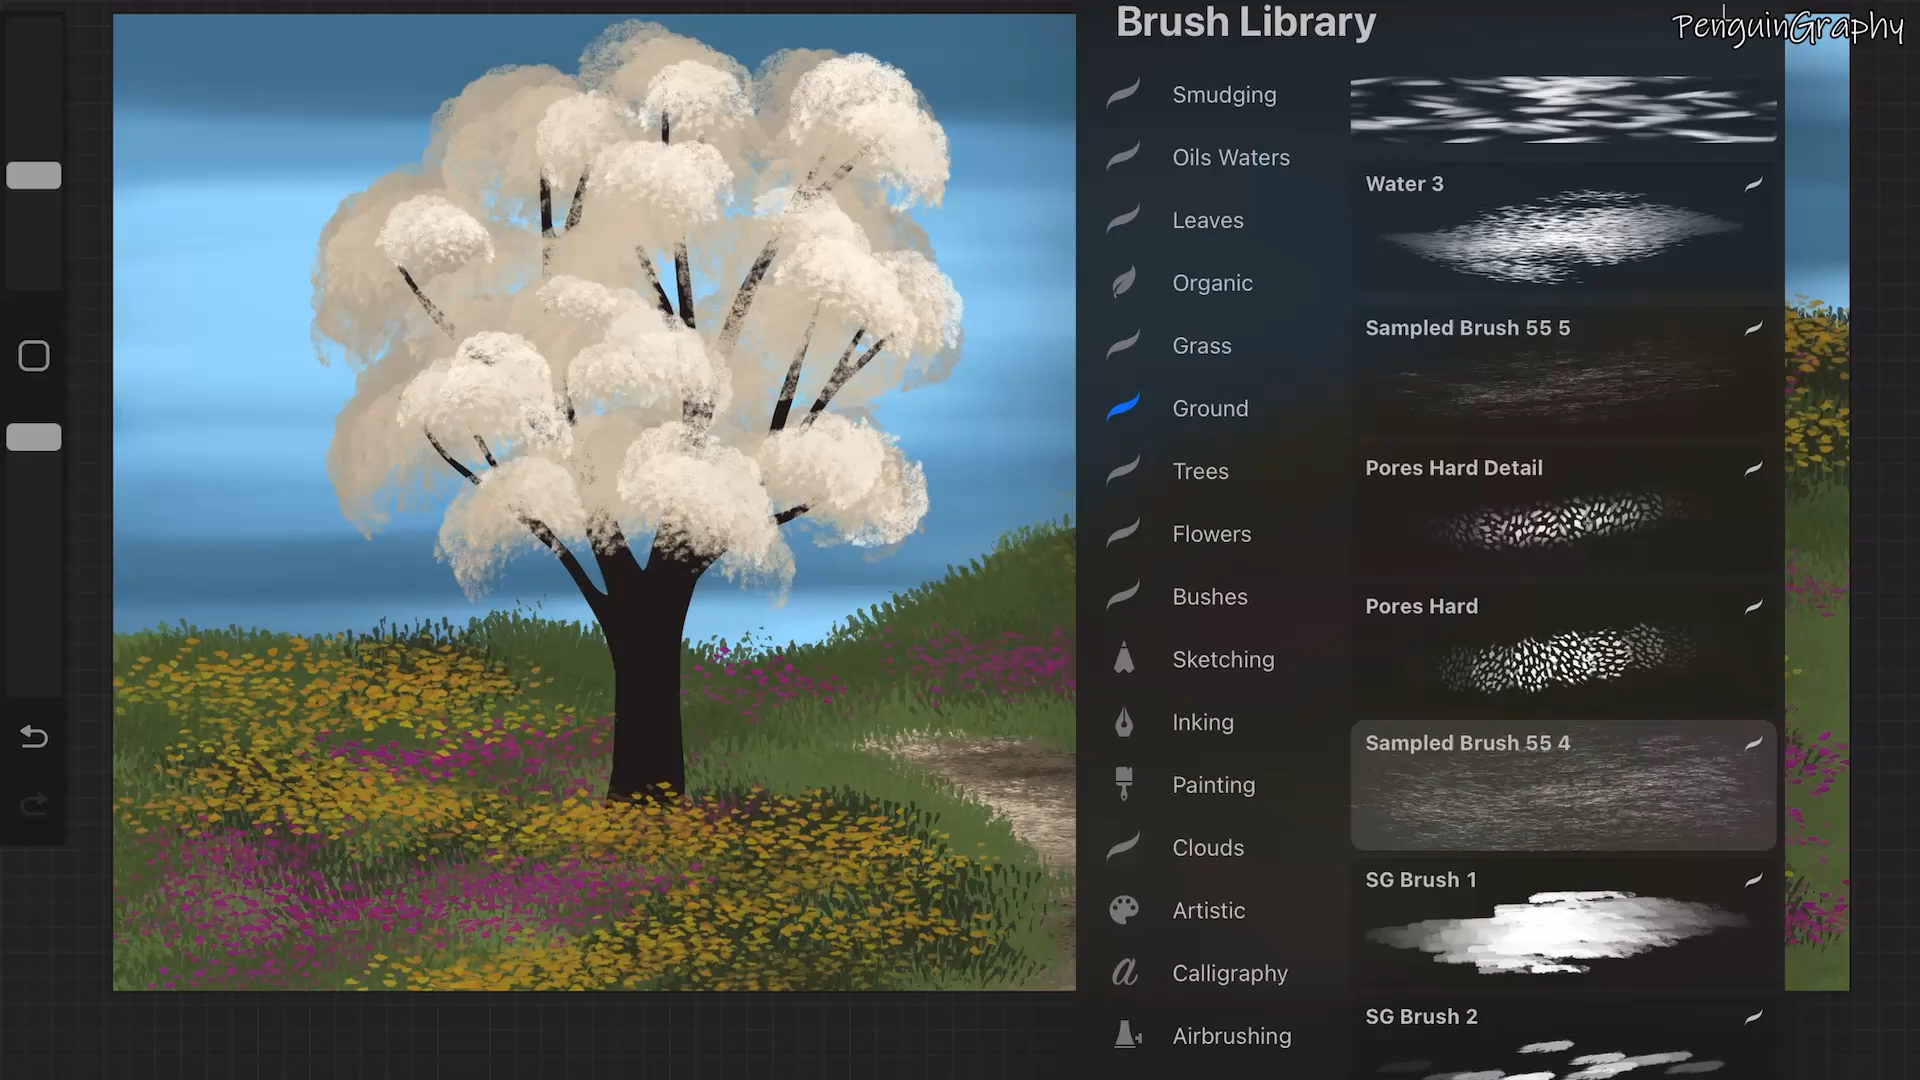 Brush Library
PenguinGraphy
Smudging
Oils Waters
Leaves
Organic
Grass
Ground
Trees
Flowers
Bushes
Sketching
Inking
Painting
Clouds
Artistic
Calligraphy
Airbrushing
Water 3
Sampled Brush 55 5
Pores Hard Detail
Pores Hard
Sampled Brush 55 4
SG Brush 1
SG Brush 2